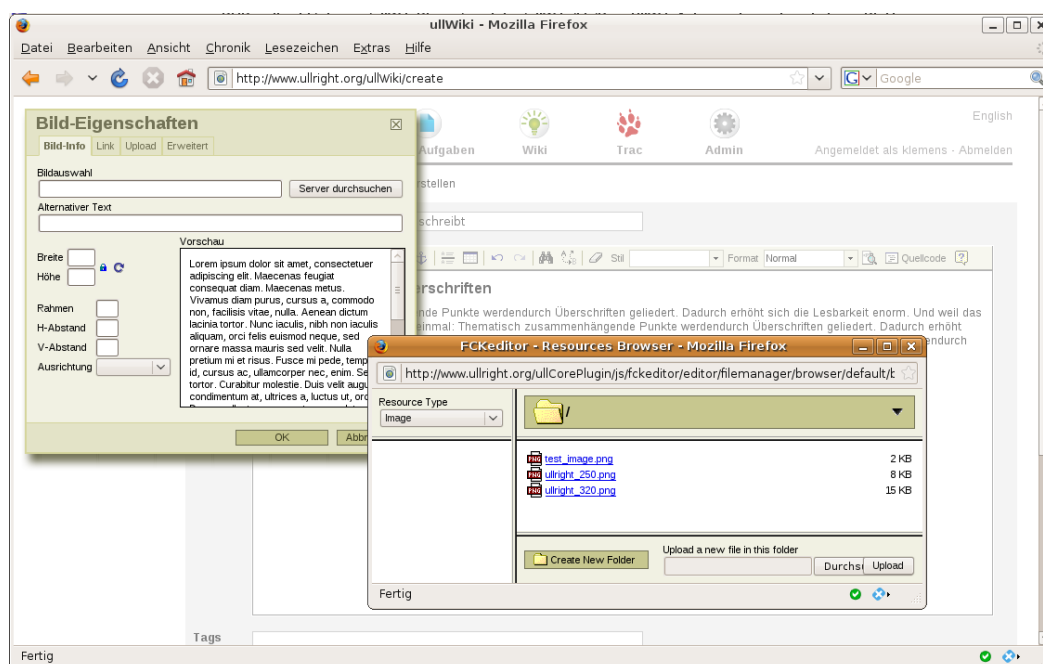 ullWiki - Mozilla Firefox
Datei Bearbeiten Ansicht Chronik Lesezeichen Extras Hilfe
http://www.ullright.org/ullWiki/create
G Google
English
Aufgaben Wiki Trac Admin
Angemeldet als klemens - Abmelden
Bild-Eigenschaften
Bild-Info Link Upload Erweitert
Bildauswahl
Server durchsuchen
Alternativer Text
Breite
Höhe
Rahmen
H-Abstand
V-Abstand
Ausrichtung
Vorschau
Lorem ipsum dolor sit amet, consectetuer
adipiscing elit. Maecenas feugiat
consequat diam. Maecenas metus.
Vivamus diam purus, cursus a, commodo
non, facilisis vitae, nulla. Aenean dictum
lacinia tortor. Nunc iaculis, nibh non iaculis
aliquam, orci felis euismod neque, sed
ornare massa mauris sed velit. Nulla
pretium mi et risus. Fusce mi pede, temp
id, cursus ac, ullamcorper nec, enim. Se
tortor. Curabitur molestie. Duis velit augu
condimentum at, ultrices a, luctus ut, orc
OK Abbr
stellen
schreibt
Stil Format Normal Quellcode
erschriften
nde Punkte werdendurch Überschriften geliedert. Dadurch erhöht sich die Lesbarkeit enorm. Und weil das
einmal: Thematisch zusammenhängende Punkte werdendurch Überschriften geliedert. Dadurch erhöht
endurch
FCKeditor - Resources Browser - Mozilla Firefox
http://www.ullright.org/ullCorePlugin/js/fckeditor/editor/filemanager/browser/default/b
Resource Type
Image
/
test_image.png 2 KB
ullright_250.png 8 KB
ullright_320.png 15 KB
Create New Folder
Upload a new file in this folder
Durchs Upload
Fertig
Tags
Fertig